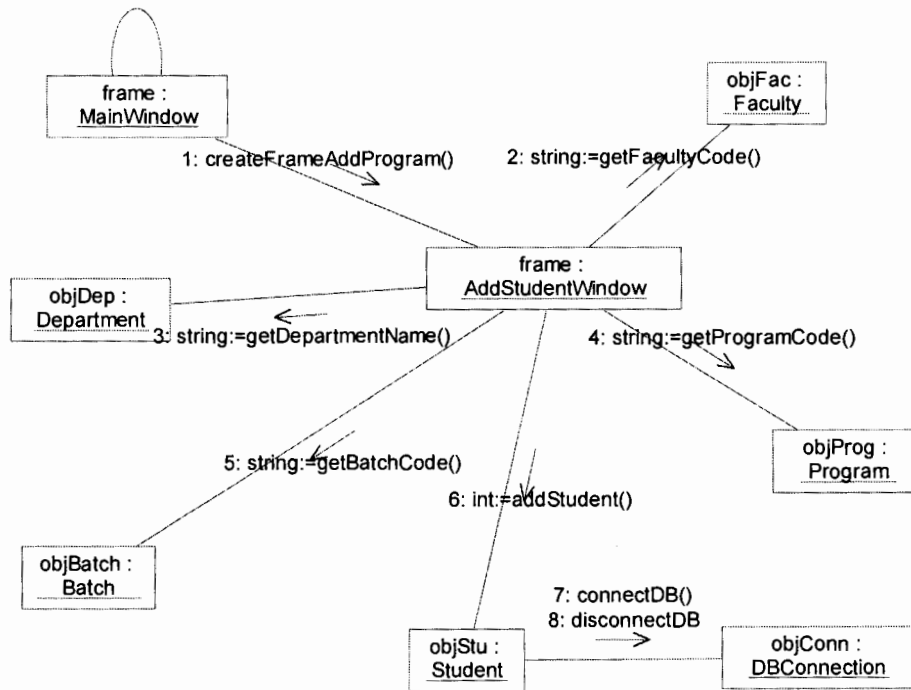 frame :
MainWindow
objFac :
Faculty
1: createFrameAddProgram()
2: string:=getFacultyCode()
frame :
AddStudentWindow
objDep :
Department
3: string:=getDepartmentName()
4: string:=getProgramCode()
objProg :
Program
5: string:=getBatchCode()
6: int:=addStudent()
objBatch :
Batch
7: connectDB()
8: disconnectDB
objStu :
Student
objConn :
DBConnection